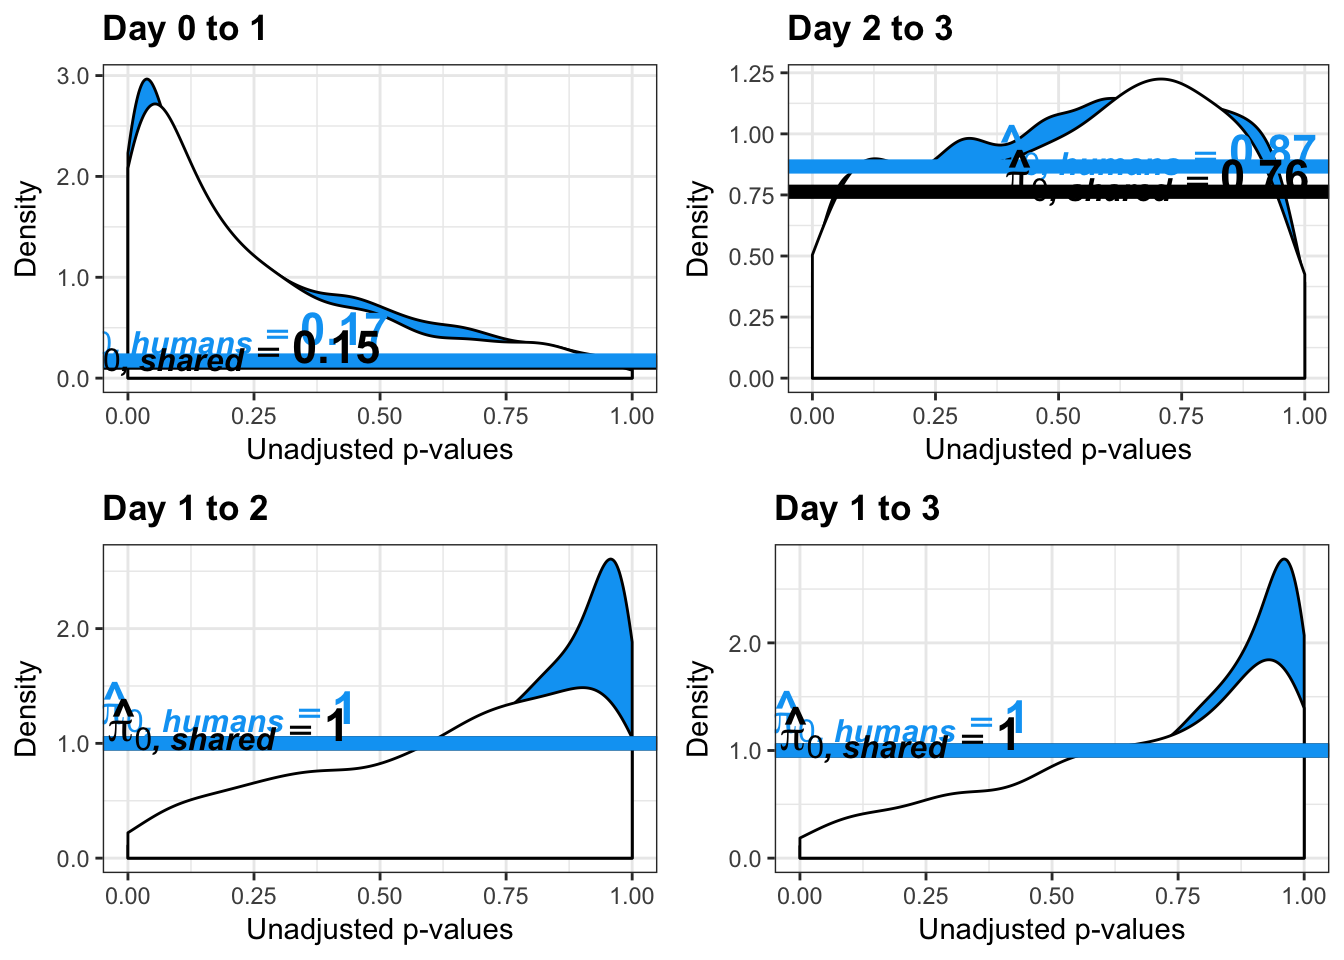 Day 0 to 1
Density
3.0
2.0
1.0
0.0
0, humans = 0.17
0, shared = 0.15
0.00 0.25 0.50 0.75 1.00
Unadjusted p-values
Day 2 to 3
Density
1.25
1.00
0.75
0.50
0.25
0.00
π̂0, humans = 0.87
π̂0, shared = 0.76
0.00 0.25 0.50 0.75 1.00
Unadjusted p-values
Day 1 to 2
Density
2.0
1.0
0.0
π̂0, humans = 1
π̂0, shared = 1
0.00 0.25 0.50 0.75 1.00
Unadjusted p-values
Day 1 to 3
Density
2.0
1.0
0.0
π̂0, humans = 1
π̂0, shared = 1
0.00 0.25 0.50 0.75 1.00
Unadjusted p-values